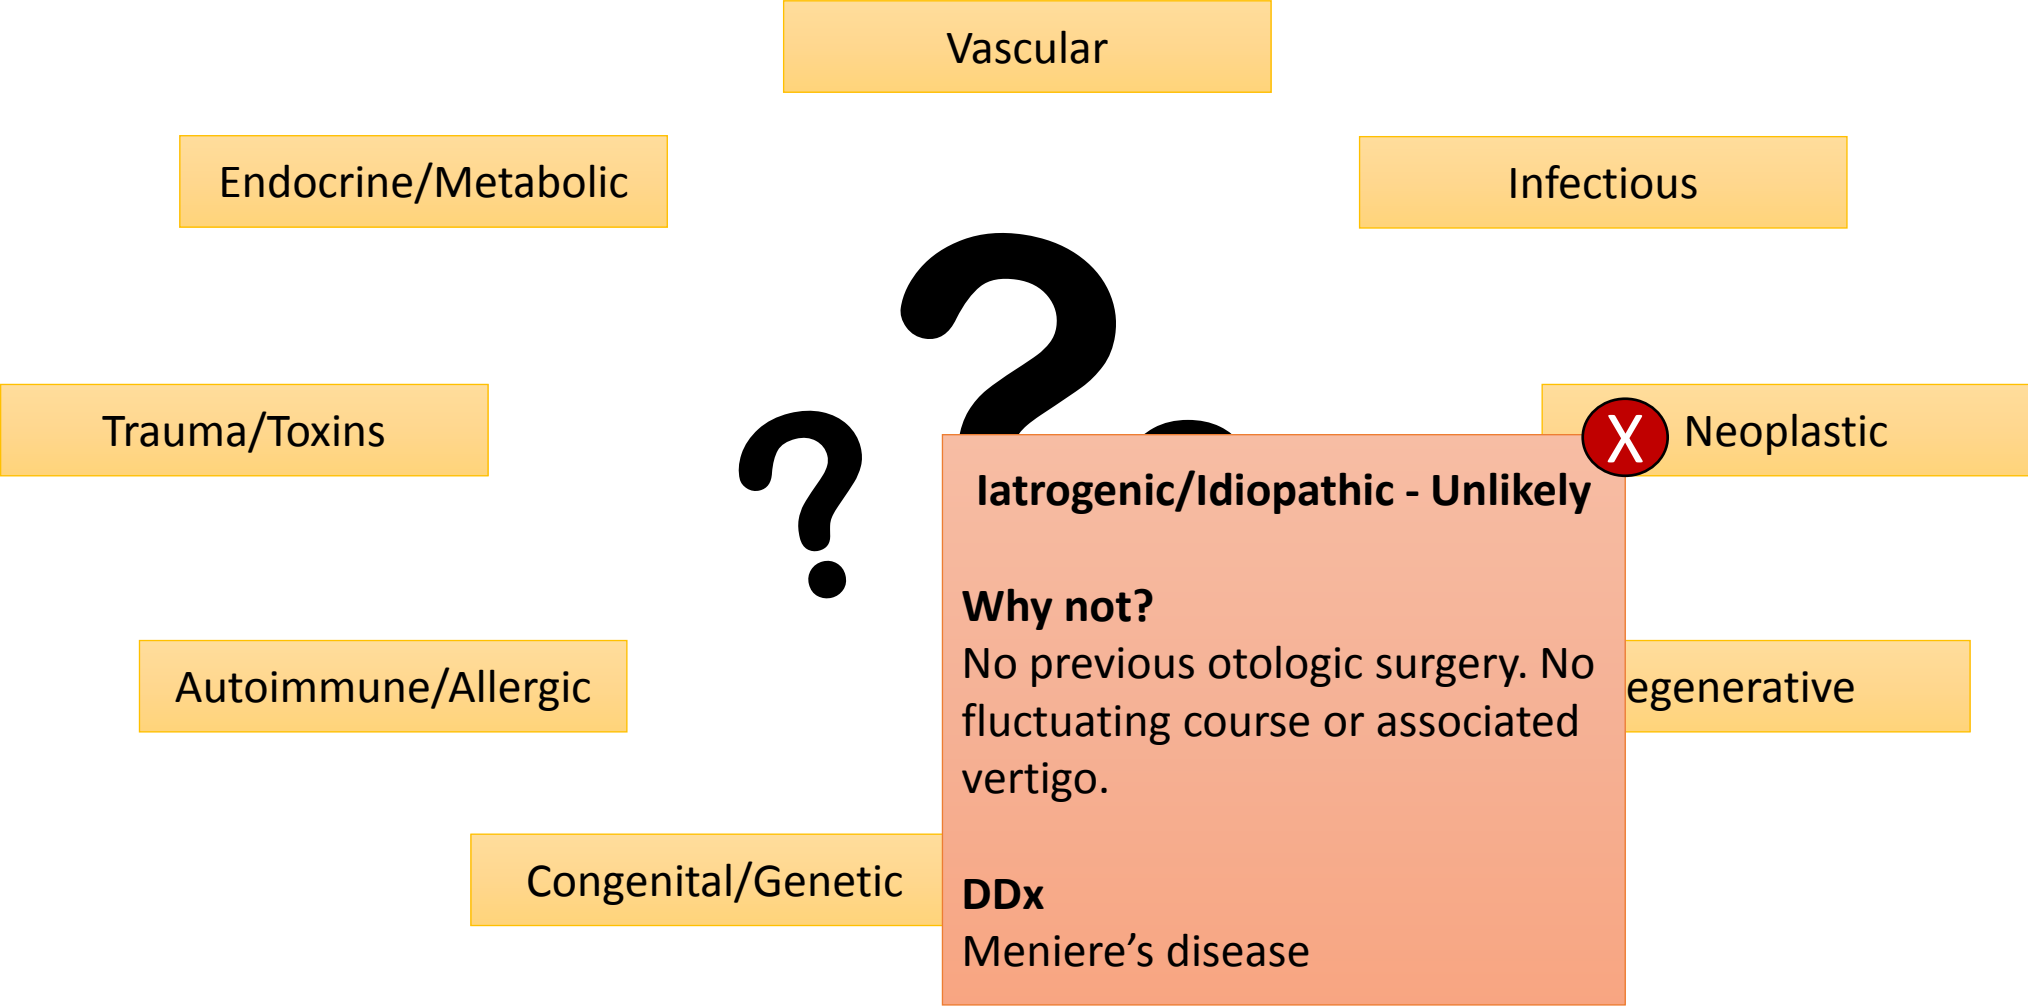 Vascular
Endocrine/Metabolic
Infectious
Trauma/Toxins
X
Neoplastic
Iatrogenic/Idiopathic - Unlikely
Why not?
No previous otologic surgery. No
fluctuating course or associated
vertigo.
Autoimmune/Allergic
egenerative
Congenital/Genetic
DDx
Meniere’s disease